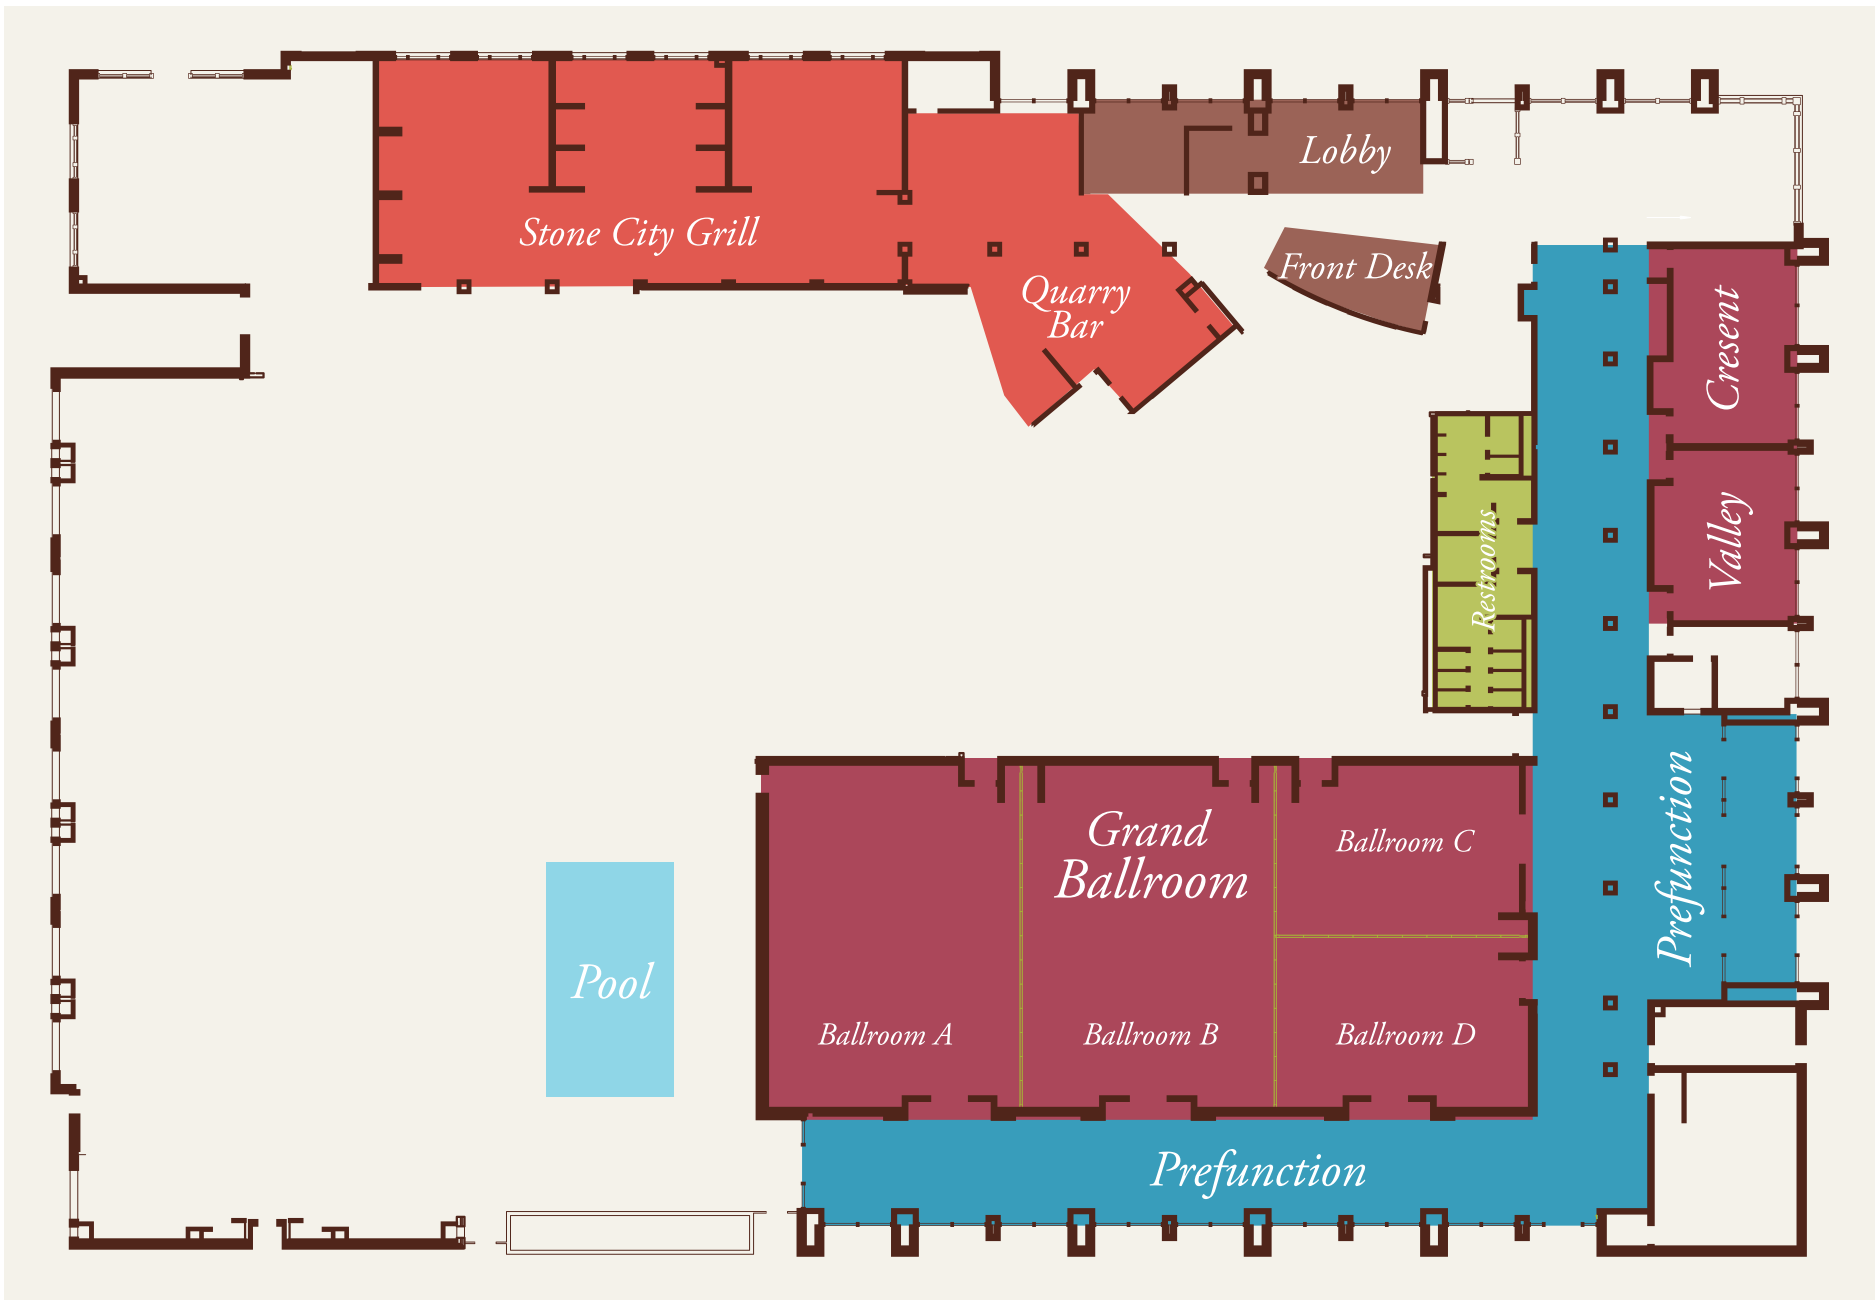 Lobby
Stone City Grill
Front Desk
Quarry
Bar
Cresent
Valley
Restrooms
Grand
Ballroom
Ballroom C
Prefunction
Pool
Ballroom A
Ballroom B
Ballroom D
Prefunction